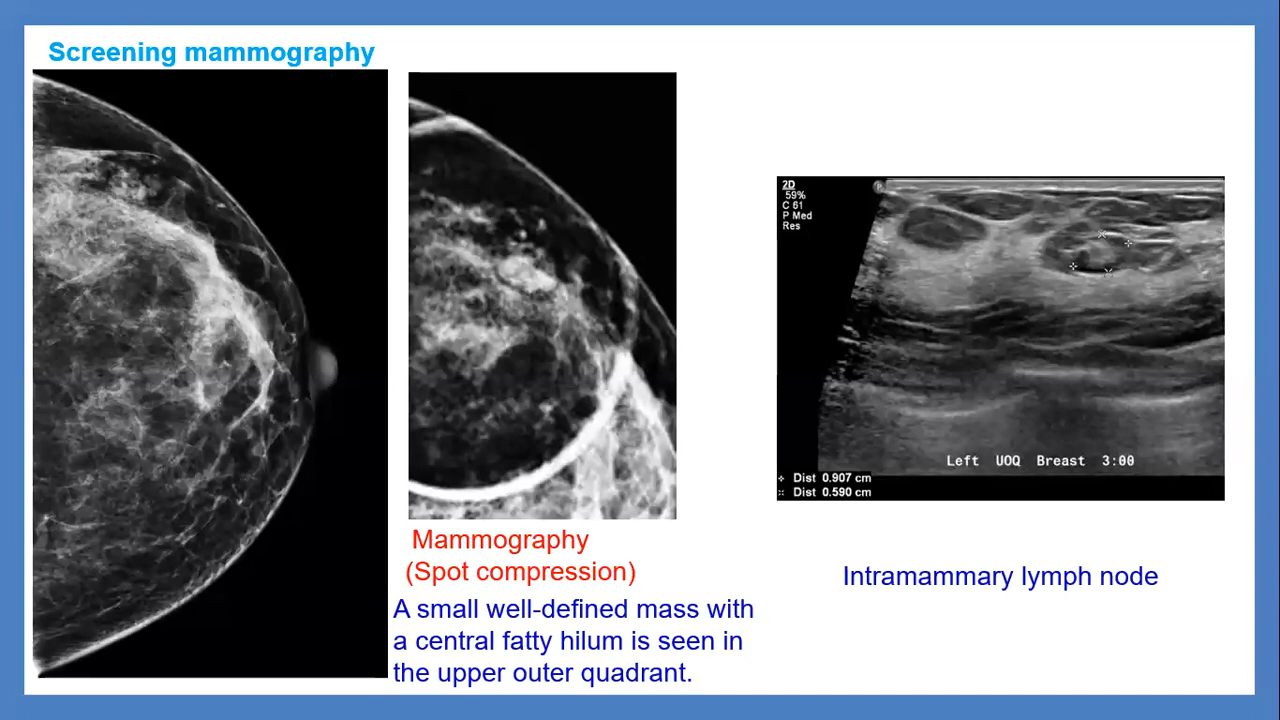 Screening mammography
Mammography
(Spot compression)
A small well-defined mass with
a central fatty hilum is seen in
the upper outer quadrant.
2D
59%
C 61
P Med
Res
P
Left UOQ Breast 3:00
Dist 0.907 cm
Dist 0.590 cm
Intramammary lymph node